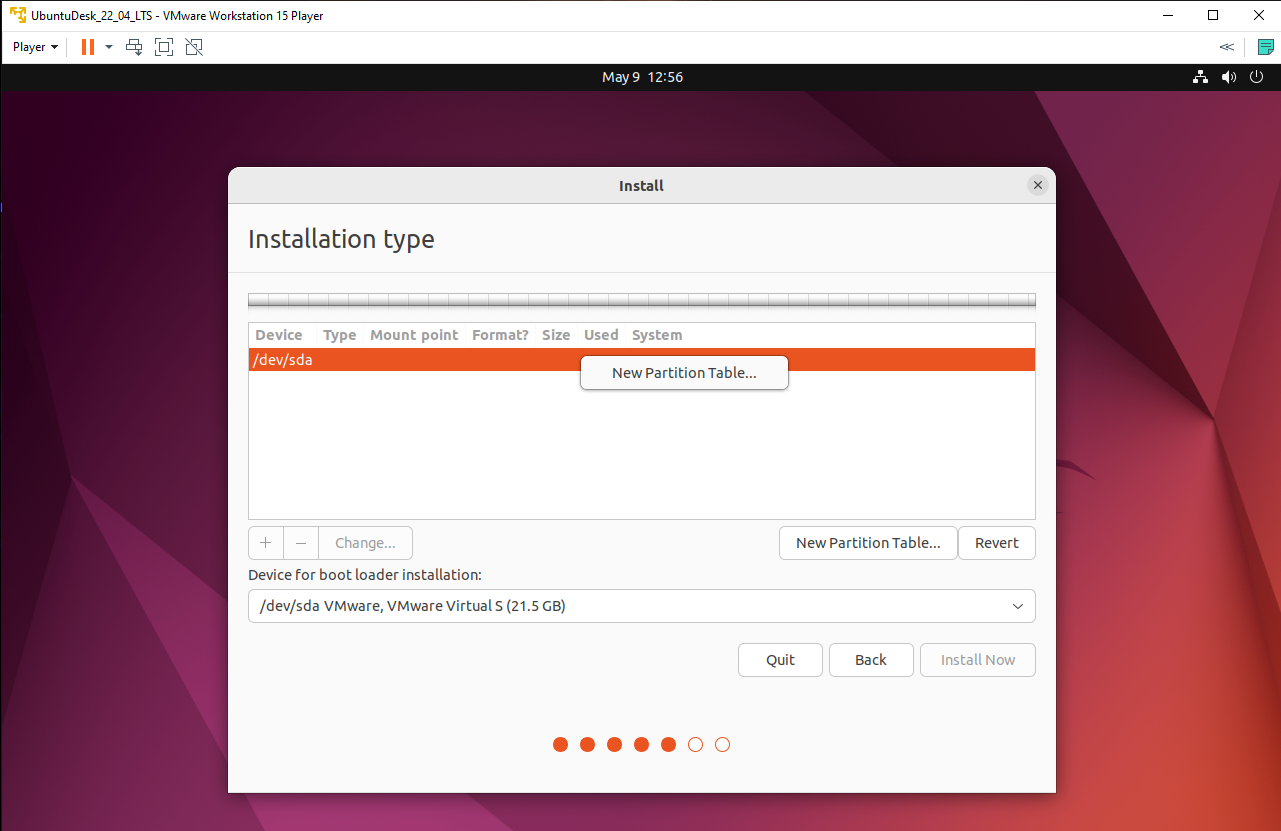 UbuntuDesk_22_04_LTS - VMware Workstation 15 Player
Player
May 9 12:56
Install
Installation type
Device Type Mount point Format? Size Used System
/dev/sda
New Partition Table...
+ − Change...
New Partition Table... Revert
Device for boot loader installation:
/dev/sda VMware, VMware Virtual S (21.5 GB)
Quit Back Install Now